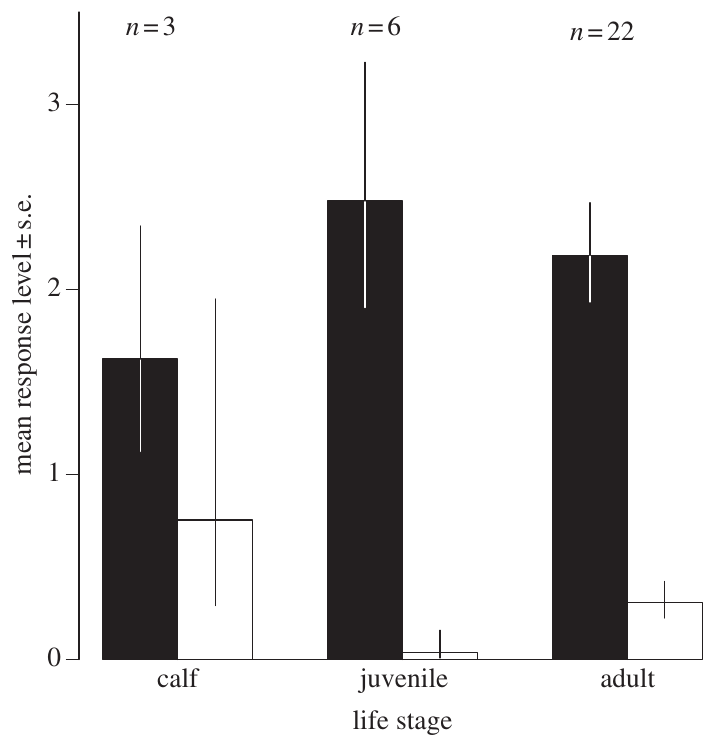 n=3
n=6
n=22
3
2
1
0
mean response level±s.e.
calf
juvenile
adult
life stage